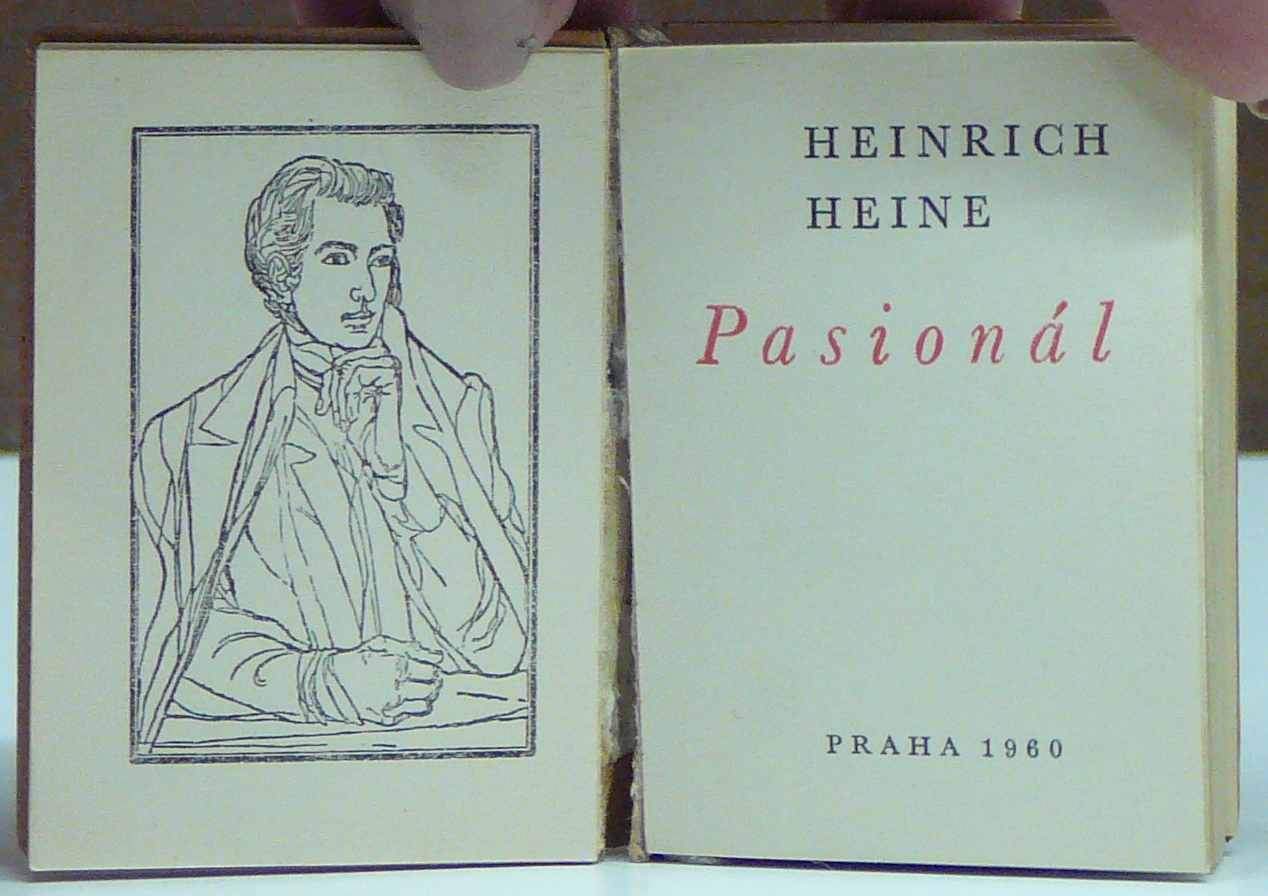 HEINRICH
HEINE
Pasionál
PRAHA 1960